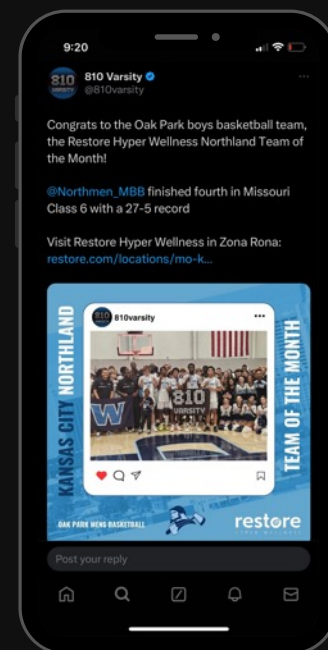 9:20
810 Varsity
@810varsity
Congrats to the Oak Park boys basketball team,
the Restore Hyper Wellness Northland Team of
the Month!
@Northmen_MBB finished fourth in Missouri
Class 6 with a 27-5 record
Visit Restore Hyper Wellness in Zona Rona:
restore.com/locations/mo-k...
KANSAS CITY NORTHLAND
810varsity
810
VARSITY
W
TEAM OF THE MONTH
OAK PARK MENS BASKETBALL
restore
HYPER WELLNESS
Post your reply